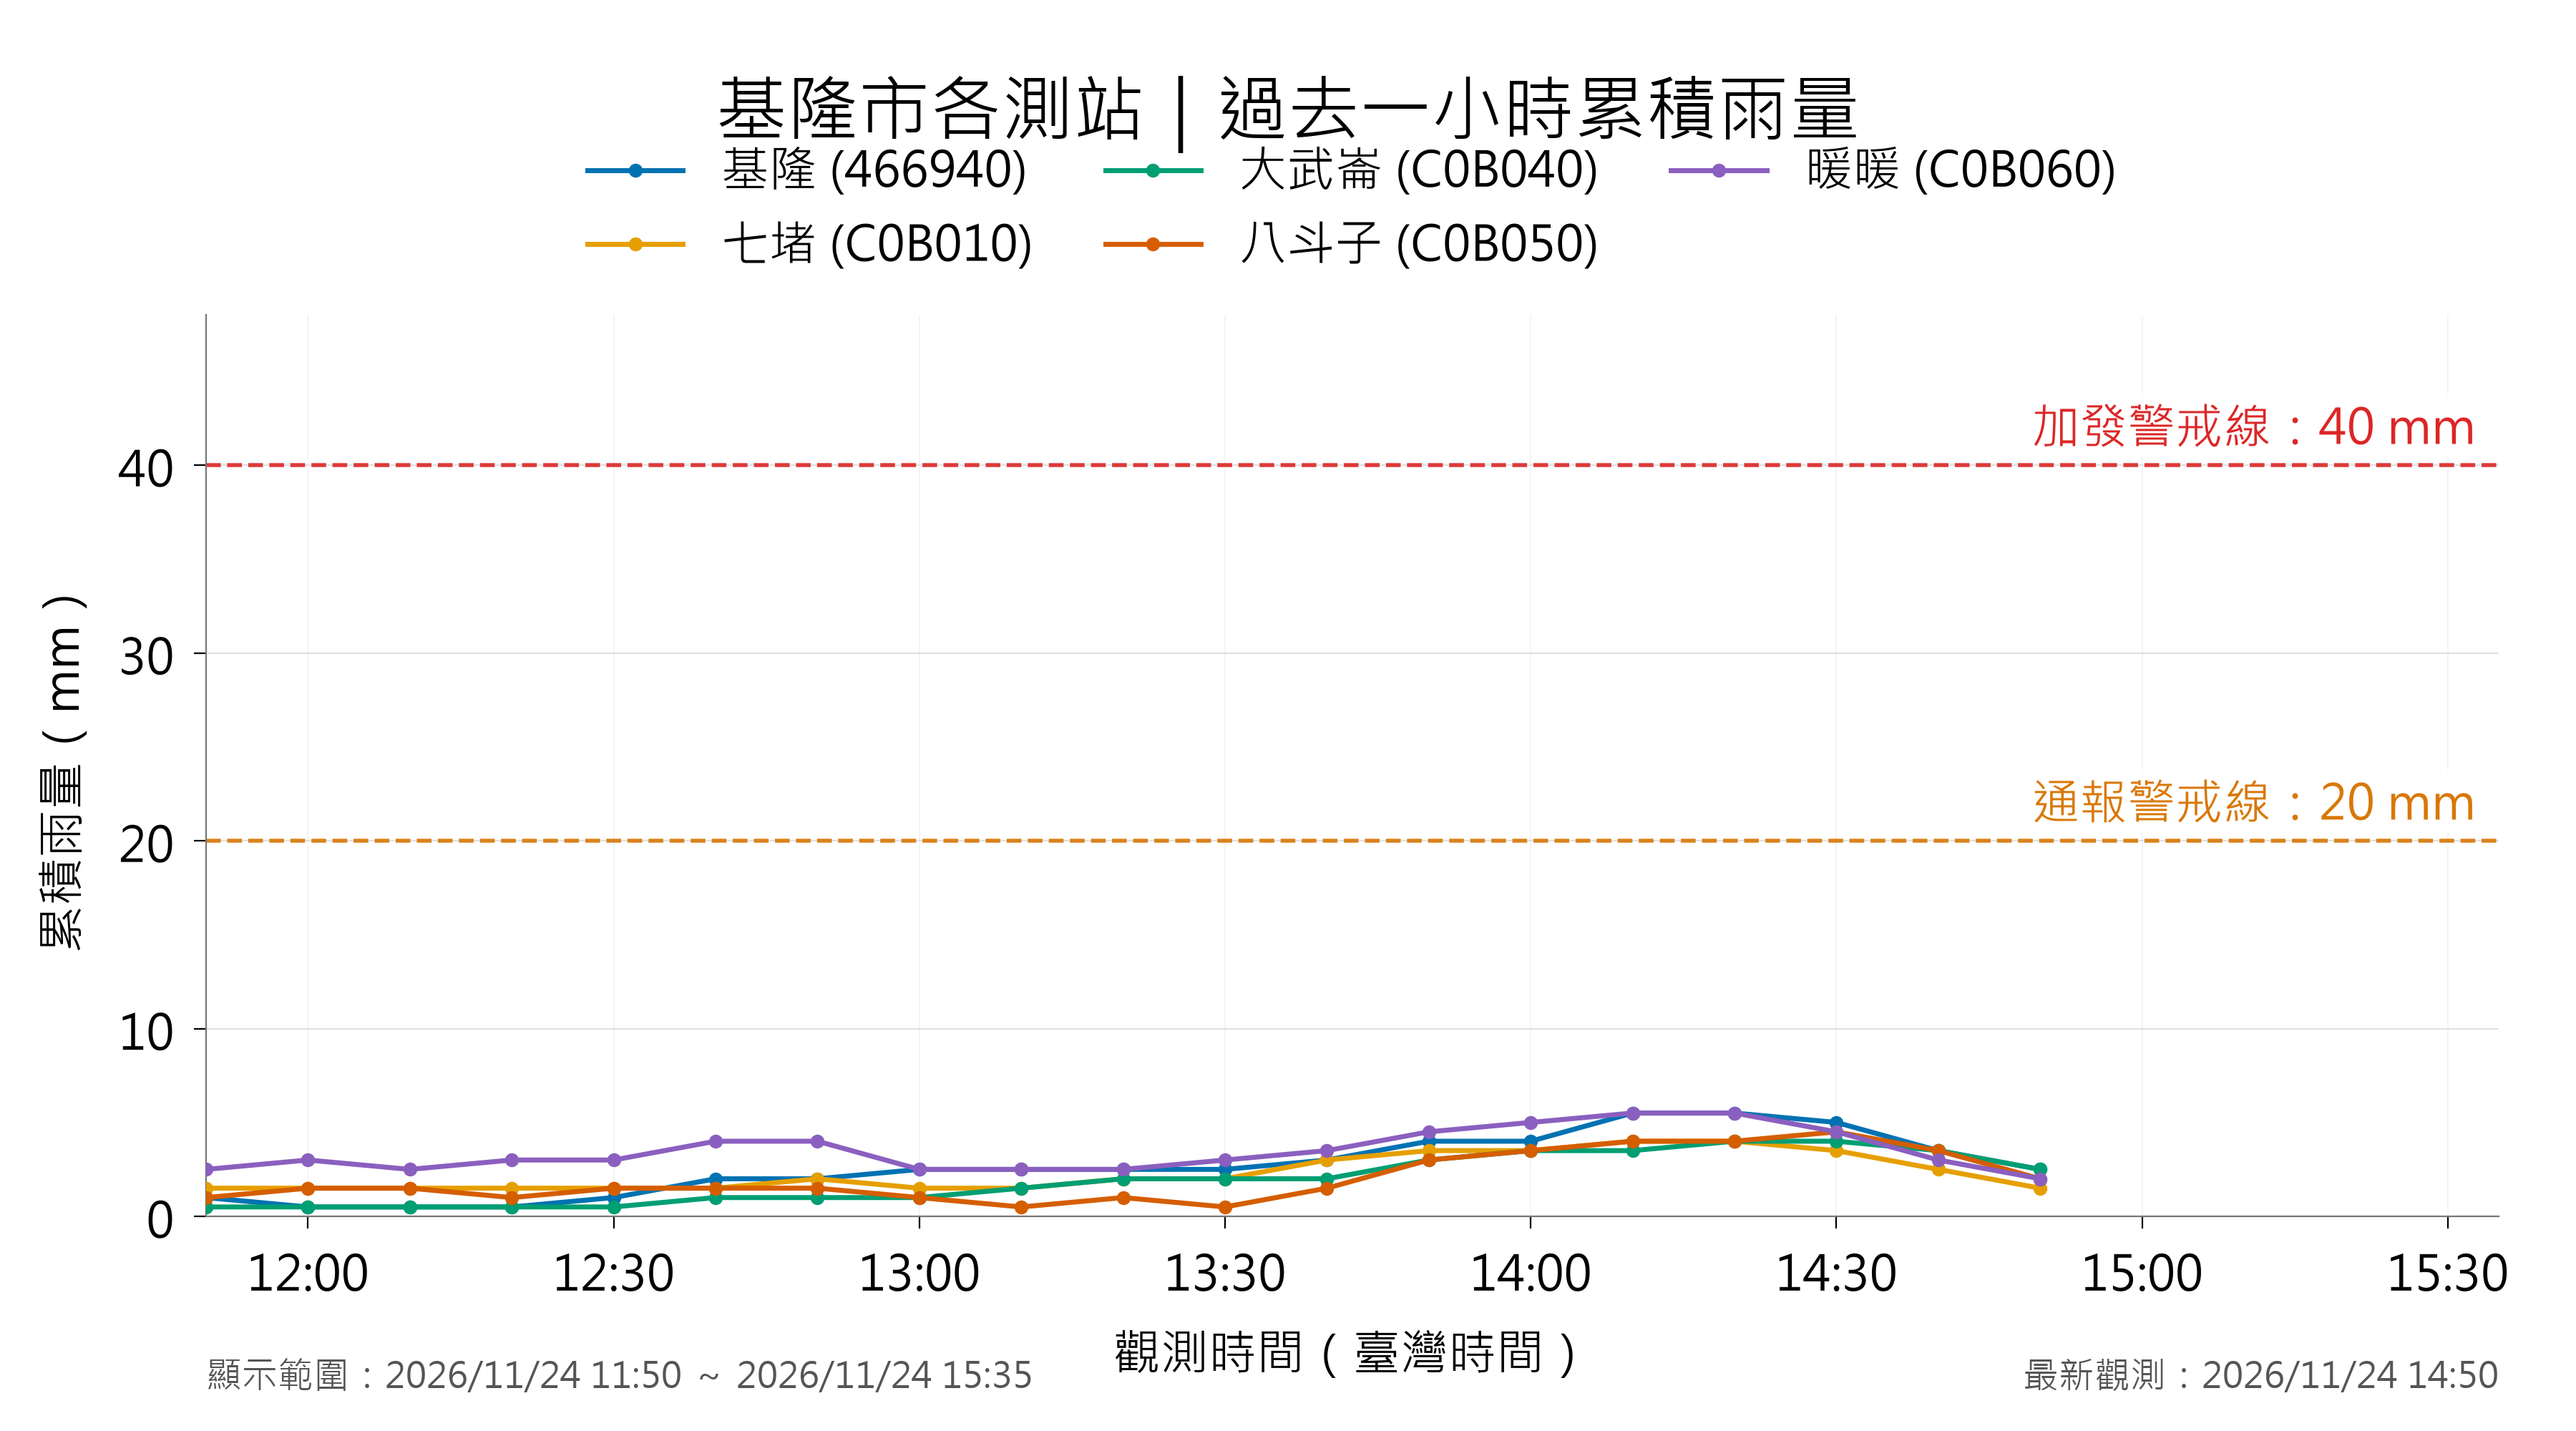 基隆市各測站｜過去一小時累積雨量
基隆 (466940)
大武崙 (C0B040)
暖暖 (C0B060)
七堵 (C0B010)
八斗子 (C0B050)
加發警戒線：40 mm
通報警戒線：20 mm
累積雨量（mm）
40
30
20
10
0
12:00 12:30 13:00 13:30 14:00 14:30 15:00 15:30
觀測時間（臺灣時間）
顯示範圍：2026/11/24 11:50 ~ 2026/11/24 15:35
最新觀測：2026/11/24 14:50